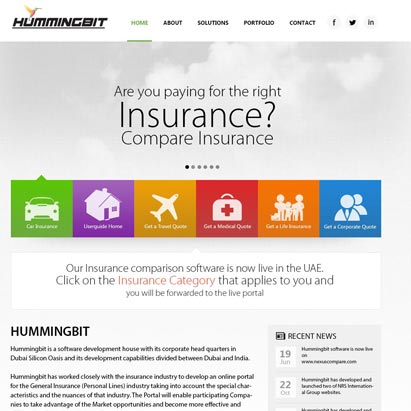 HUMMINGBIT
HOME ABOUT SOLUTIONS PORTFOLIO CONTACT
Are you paying for the right
Insurance?
Compare Insurance
Car Insurance
Userguide Home
Get a Travel Quote
Get a Medical Quote
Get a Life Insurance
Get a Corporate Quote
Our Insurance comparison software is now live in the UAE.
Click on the Insurance Category that applies to you and
you will be forwarded to the live portal
HUMMINGBIT
Hummingbit is a software development house with its corporate head quarters in
Dubai Silicon Oasis and its development capabilities divided between Dubai and India.
Hummingbit has worked closely with the insurance industry to develop an online portal
for the General Insurance (Personal Lines) industry taking into account the special char-
acteristics and the nuances of that industry. The Portal will enable participating Compa-
nies to take advantage of the Market opportunities and become more effective and
RECENT NEWS
19 Jun
Hummingbit software is now
live on
www.nexuscompare.com
22 Oct
Hummingbit has developed and
launched two of NRS Internation-
al Group websites.
Hummingbit has developed and